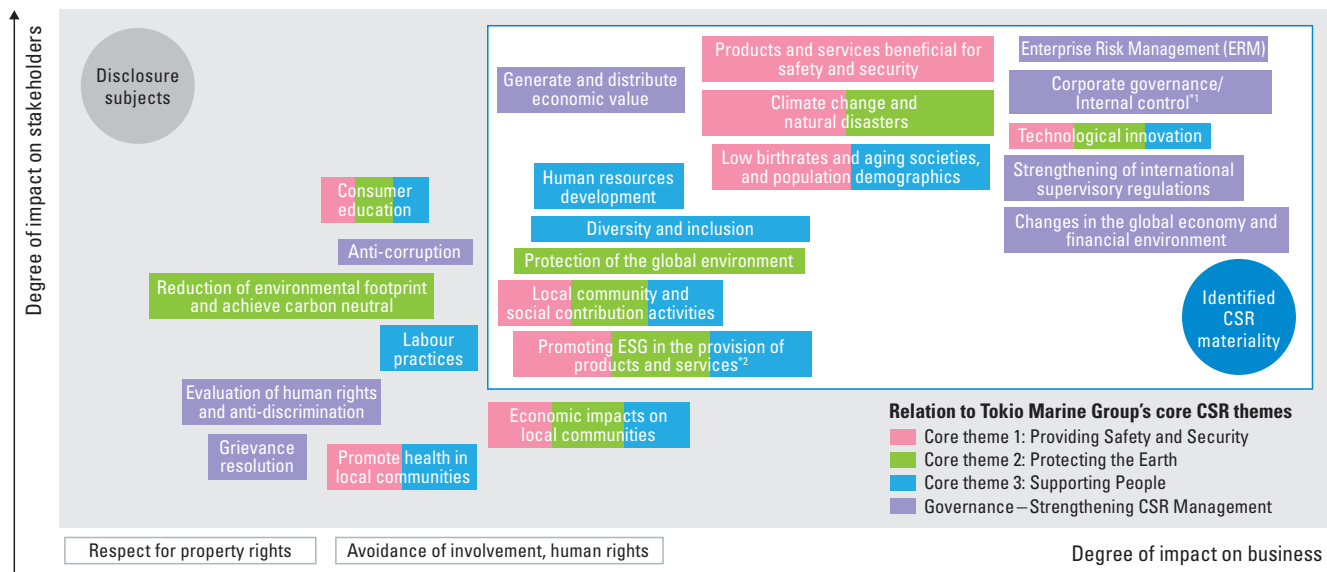 Degree of impact on stakeholders
Disclosure
subjects
Consumer
education
Anti-corruption
Reduction of environmental footprint
and achieve carbon neutral
Labour
practices
Evaluation of human rights
and anti-discrimination
Grievance
resolution
Promote health in
local communities
Generate and distribute
economic value
Human resources
development
Diversity and inclusion
Protection of the global environment
Local community and
social contribution activities
Promoting ESG in the provision of
products and services*2
Economic impacts on
local communities
Products and services beneficial for
safety and security
Climate change and
natural disasters
Low birthrates and aging societies,
and population demographics
Enterprise Risk Management (ERM)
Corporate governance/
Internal control*1
Technological innovation
Strengthening of international
supervisory regulations
Changes in the global economy and
financial environment
Identified
CSR
materiality
Relation to Tokio Marine Group's core CSR themes
Core theme 1: Providing Safety and Security
Core theme 2: Protecting the Earth
Core theme 3: Supporting People
Governance–Strengthening CSR Management
Respect for property rights
Avoidance of involvement, human rights
Degree of impact on business